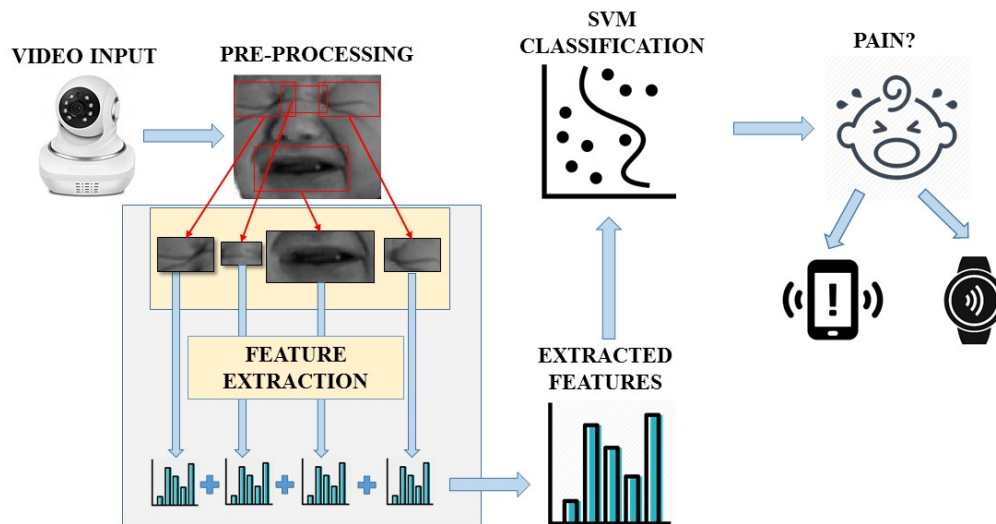 VIDEO INPUT
PRE-PROCESSING
SVM
CLASSIFICATION
PAIN?
FEATURE
EXTRACTION
EXTRACTED
FEATURES
!